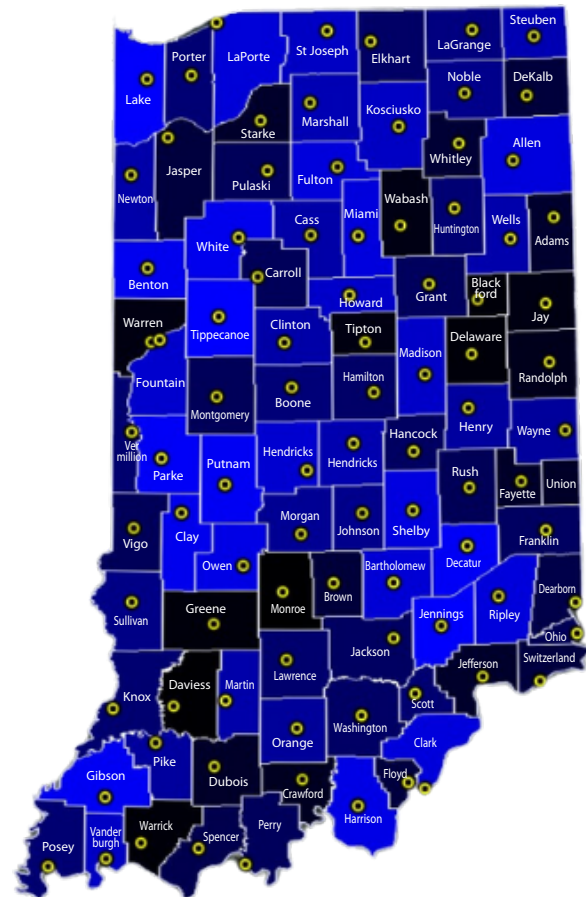 Steuben
LaGrange
St Joseph
Elkhart
LaPorte
Porter
Lake
Noble
DeKalb
Kosciusko
Marshall
Starke
Allen
Whitley
Jasper
Fulton
Pulaski
Newton
Wabash
Huntington
Miami
Cass
Wells
Adams
White
Carroll
Benton
Grant
Black
ford
Howard
Jay
Warren
Tippecanoe
Clinton
Tipton
Delaware
Madison
Randolph
Fountain
Hamilton
Boone
Montgomery
Henry
Wayne
Ver
million
Hancock
Hendricks
Hendricks
Parke
Putnam
Rush
Fayette
Union
Morgan
Johnson
Shelby
Franklin
Vigo
Clay
Owen
Bartholomew
Decatur
Dearborn
Brown
Monroe
Greene
Sullivan
Jennings
Ripley
Ohio
Jackson
Switzerland
Jefferson
Lawrence
Daviess
Martin
Knox
Scott
Washington
Orange
Clark
Pike
Gibson
Dubois
Floyd
Crawford
Harrison
Warrick
Vander
burgh
Perry
Spencer
Posey